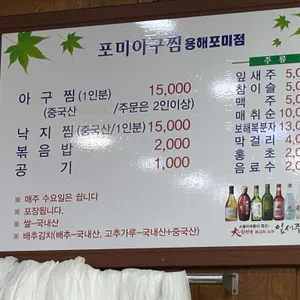 포미아구찜 용해포미점
아 구 찜 (1인분) 15,000
(중국산 /주문은 2인이상)
낙 지 찜 (중국산/1인분) 15,000
볶 음 밥 2,000
공 기 1,000
※ 매주 수요일은 쉽니다
※ 포장됩니다.
※ 쌀-국내산
※ 배추김치(배추-국내산, 고추가루-국내산+중국산)
주 류
잎 새 주 5,0
참 이 슬 5,0
맥 주 5,0
매 취 순 10,0
보해복분자 13,0
막 걸 리 4,0
홍 초
음 료 수 2,0
잎새주